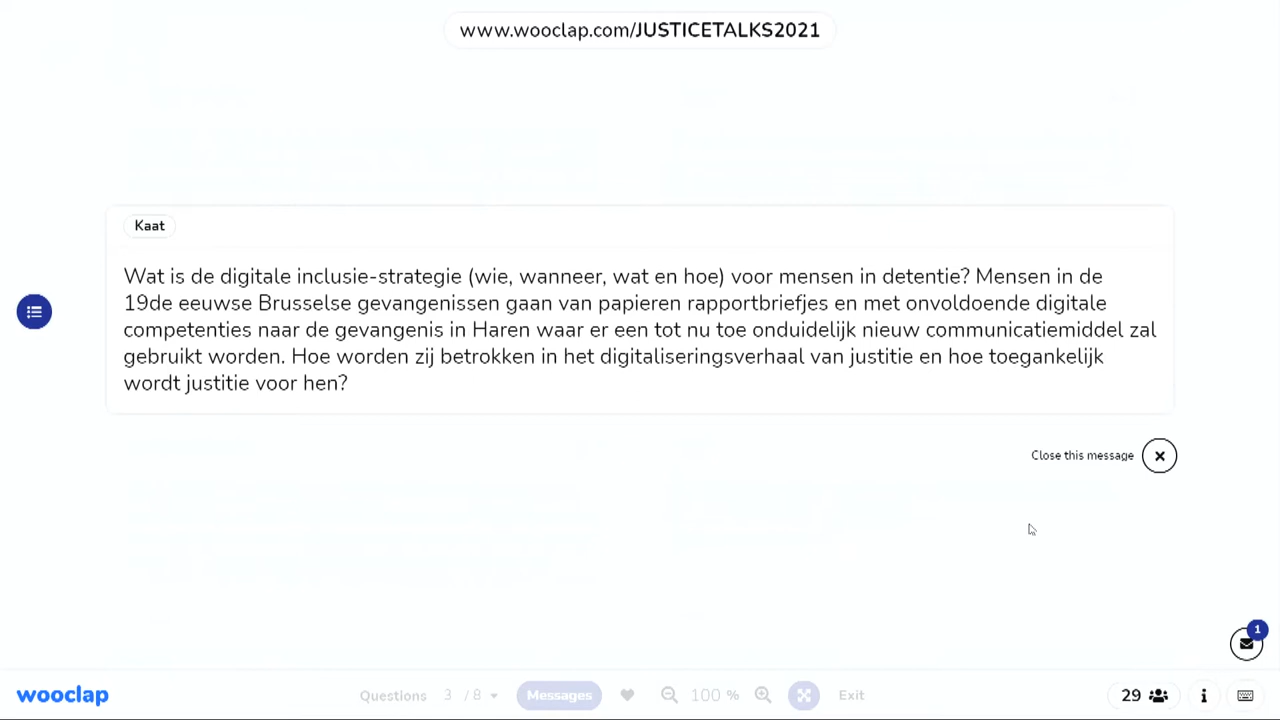 www.wooclap.com/JUSTICETALKS2021
Kaat
Wat is de digitale inclusie-strategie (wie, wanneer, wat en hoe) voor mensen in detentie? Mensen in de
19de eeuwse Brusselse gevangenissen gaan van papieren rapportbriefjes en met onvoldoende digitale
competenties naar de gevangenis in Haren waar er een tot nu toe onduidelijk nieuw communicatiemiddel zal
gebruikt worden. Hoe worden zij betrokken in het digitaliseringsverhaal van justitie en hoe toegankelijk
wordt justitie voor hen?
Close this message
1
wooclap Questions 3 / 8 Messages 100 % Exit 29